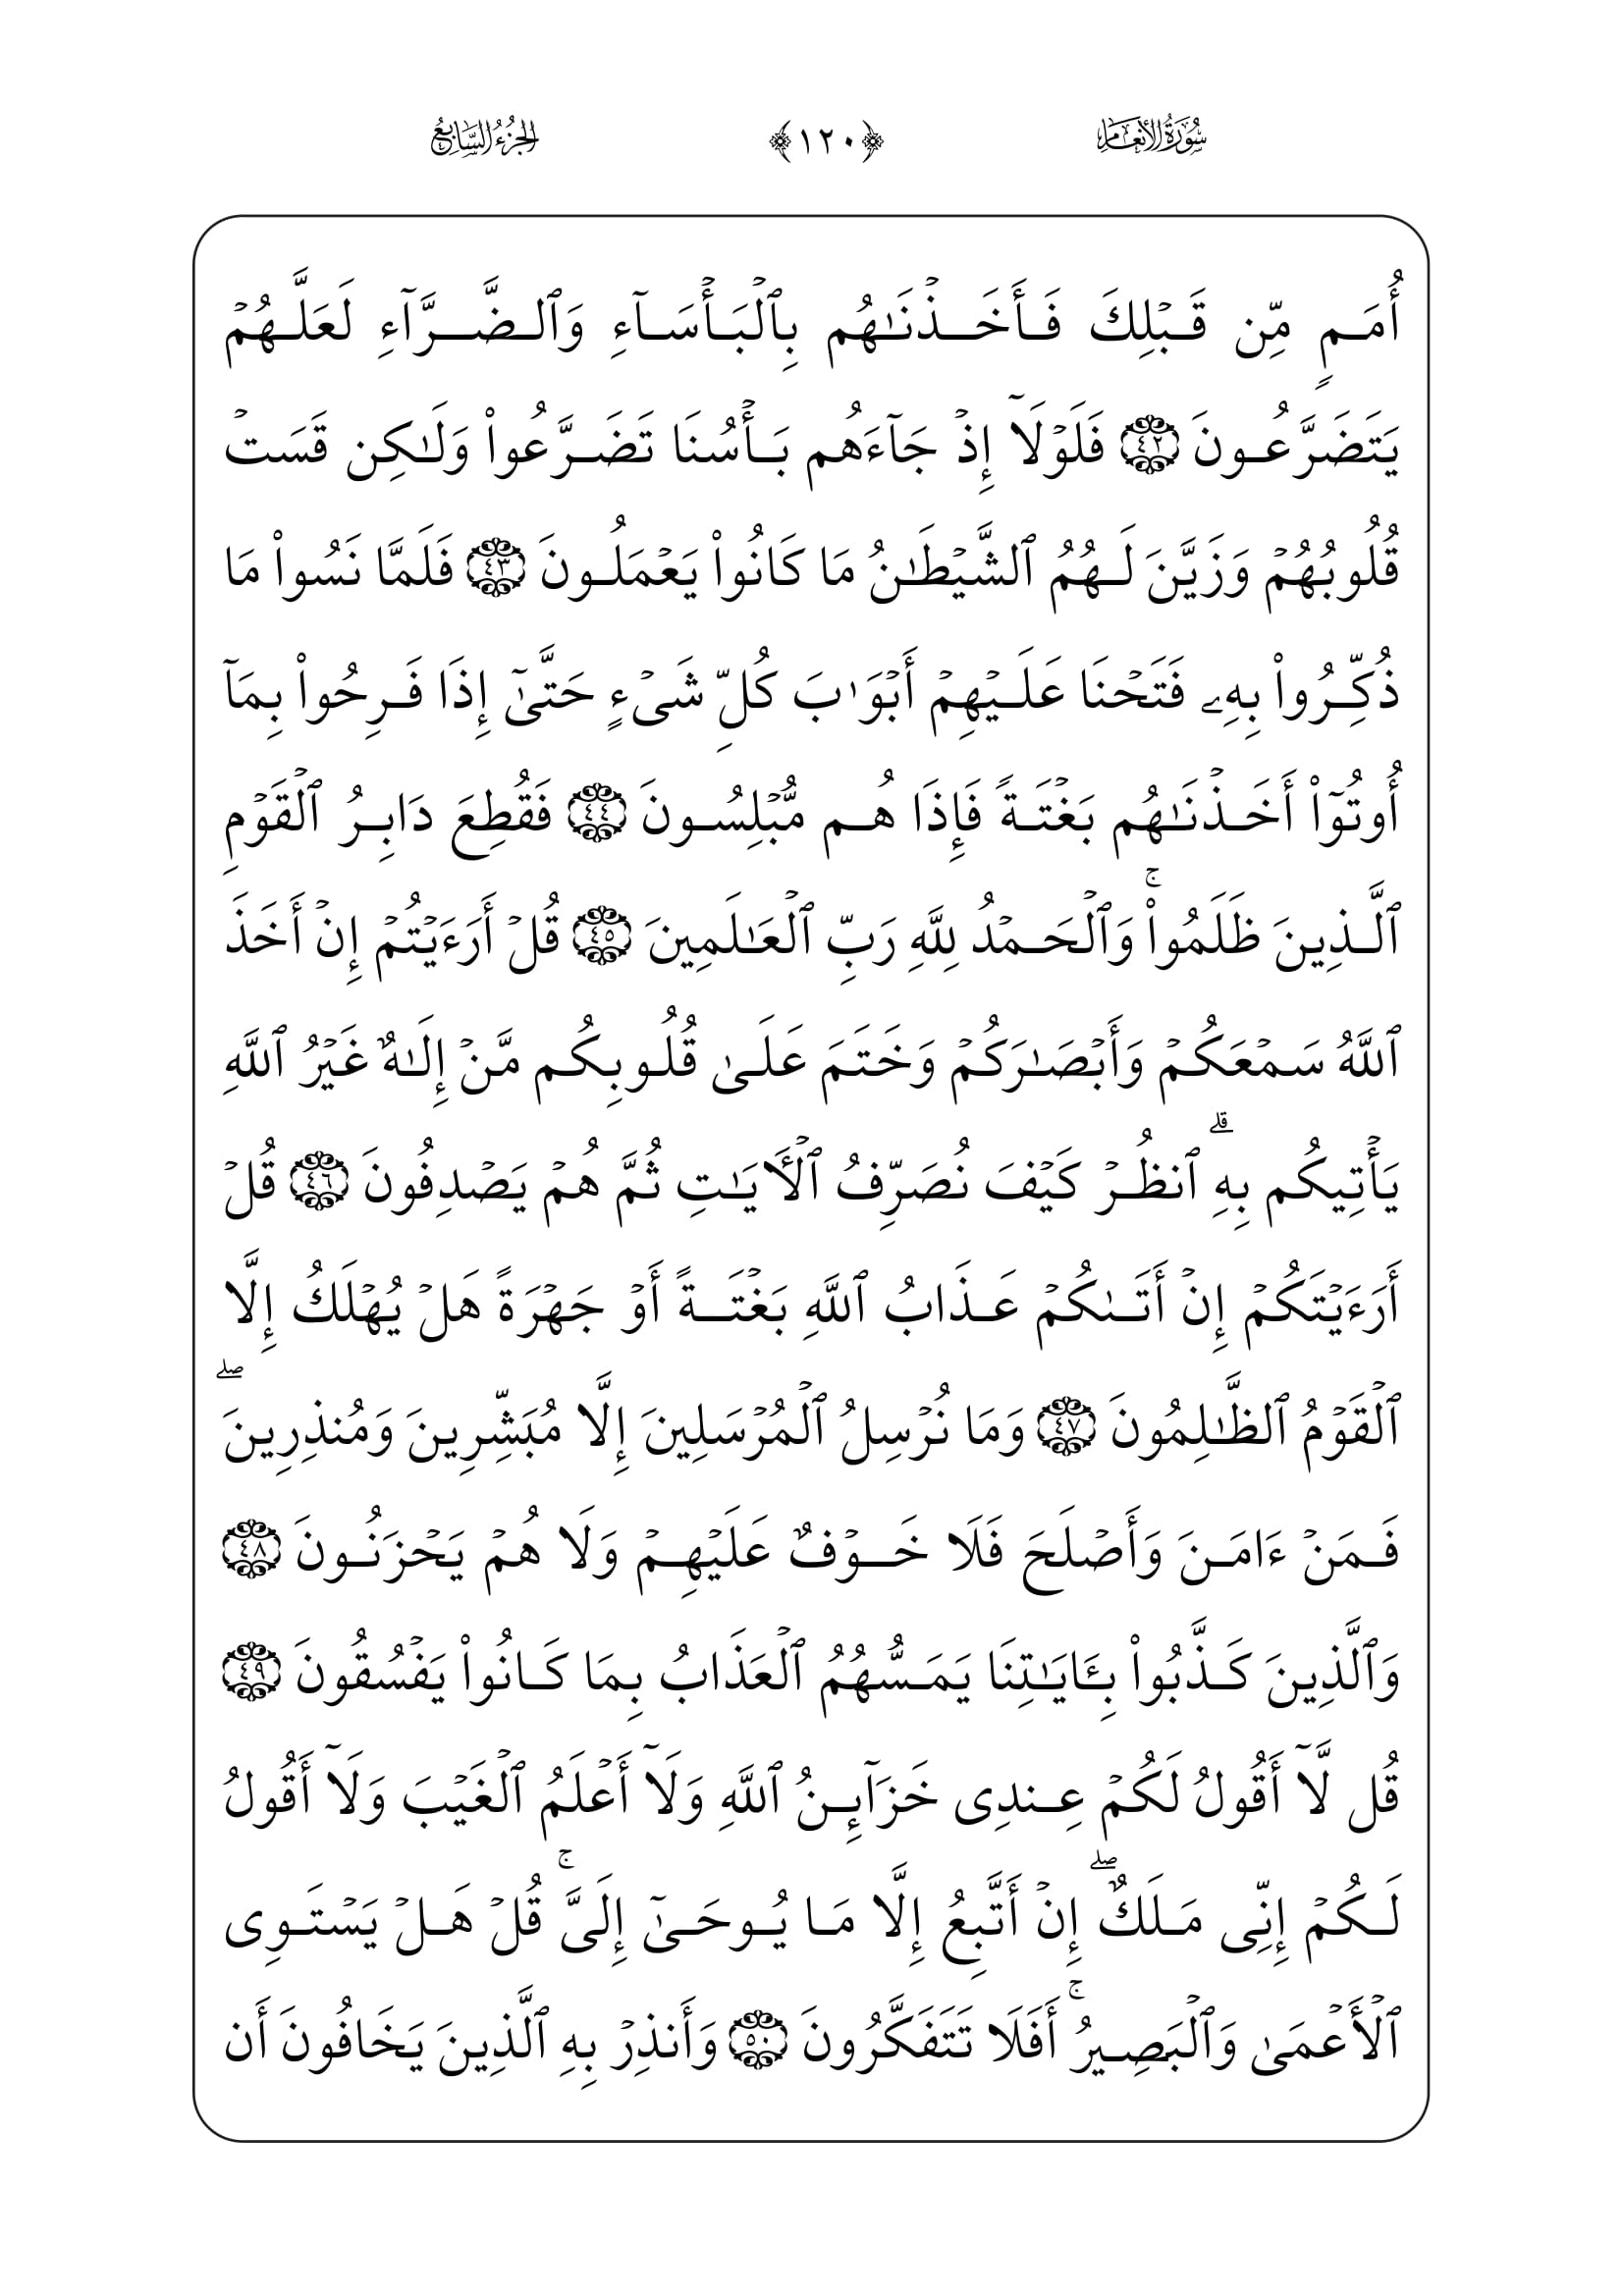 سُورَةُ الأنعَام ﴿١٢٠﴾ الجُزْءُ السَّابِعُ
أُمَمٍ مِّن قَبْلِكَ فَأَخَذْنَٰهُم بِٱلْبَأْسَآءِ وَٱلضَّرَّآءِ لَعَلَّهُمْ
يَتَضَرَّعُونَ ٤٢ فَلَوْلَآ إِذْ جَآءَهُم بَأْسُنَا تَضَرَّعُوا۟ وَلَٰكِن قَسَتْ
قُلُوبُهُمْ وَزَيَّنَ لَهُمُ ٱلشَّيْطَٰنُ مَا كَانُوا۟ يَعْمَلُونَ ٤٣ فَلَمَّا نَسُوا۟ مَا
ذُكِّرُوا۟ بِهِۦ فَتَحْنَا عَلَيْهِمْ أَبْوَٰبَ كُلِّ شَىْءٍ حَتَّىٰٓ إِذَا فَرِحُوا۟ بِمَآ
أُوتُوٓا۟ أَخَذْنَٰهُم بَغْتَةً فَإِذَا هُم مُّبْلِسُونَ ٤٤ فَقُطِعَ دَابِرُ ٱلْقَوْمِ
ٱلَّذِينَ ظَلَمُوا۟ۚ وَٱلْحَمْدُ لِلَّهِ رَبِّ ٱلْعَٰلَمِينَ ٤٥ قُلْ أَرَءَيْتُمْ إِنْ أَخَذَ
ٱللَّهُ سَمْعَكُمْ وَأَبْصَٰرَكُمْ وَخَتَمَ عَلَىٰ قُلُوبِكُم مَّنْ إِلَٰهٌ غَيْرُ ٱللَّهِ
يَأْتِيكُم بِهِۗ ٱنظُرْ كَيْفَ نُصَرِّفُ ٱلْـَٔايَٰتِ ثُمَّ هُمْ يَصْدِفُونَ ٤٦ قُلْ
أَرَءَيْتَكُمْ إِنْ أَتَىٰكُمْ عَذَابُ ٱللَّهِ بَغْتَةً أَوْ جَهْرَةً هَلْ يُهْلَكُ إِلَّا
ٱلْقَوْمُ ٱلظَّٰلِمُونَ ٤٧ وَمَا نُرْسِلُ ٱلْمُرْسَلِينَ إِلَّا مُبَشِّرِينَ وَمُنذِرِينَۖ
فَمَنْ ءَامَنَ وَأَصْلَحَ فَلَا خَوْفٌ عَلَيْهِمْ وَلَا هُمْ يَحْزَنُونَ ٤٨
وَٱلَّذِينَ كَذَّبُوا۟ بِـَٔايَٰتِنَا يَمَسُّهُمُ ٱلْعَذَابُ بِمَا كَانُوا۟ يَفْسُقُونَ ٤٩
قُل لَّآ أَقُولُ لَكُمْ عِندِى خَزَآئِنُ ٱللَّهِ وَلَآ أَعْلَمُ ٱلْغَيْبَ وَلَآ أَقُولُ
لَكُمْ إِنِّى مَلَكٌۖ إِنْ أَتَّبِعُ إِلَّا مَا يُوحَىٰٓ إِلَىَّۚ قُلْ هَلْ يَسْتَوِى
ٱلْأَعْمَىٰ وَٱلْبَصِيرُۚ أَفَلَا تَتَفَكَّرُونَ ٥٠ وَأَنذِرْ بِهِ ٱلَّذِينَ يَخَافُونَ أَن